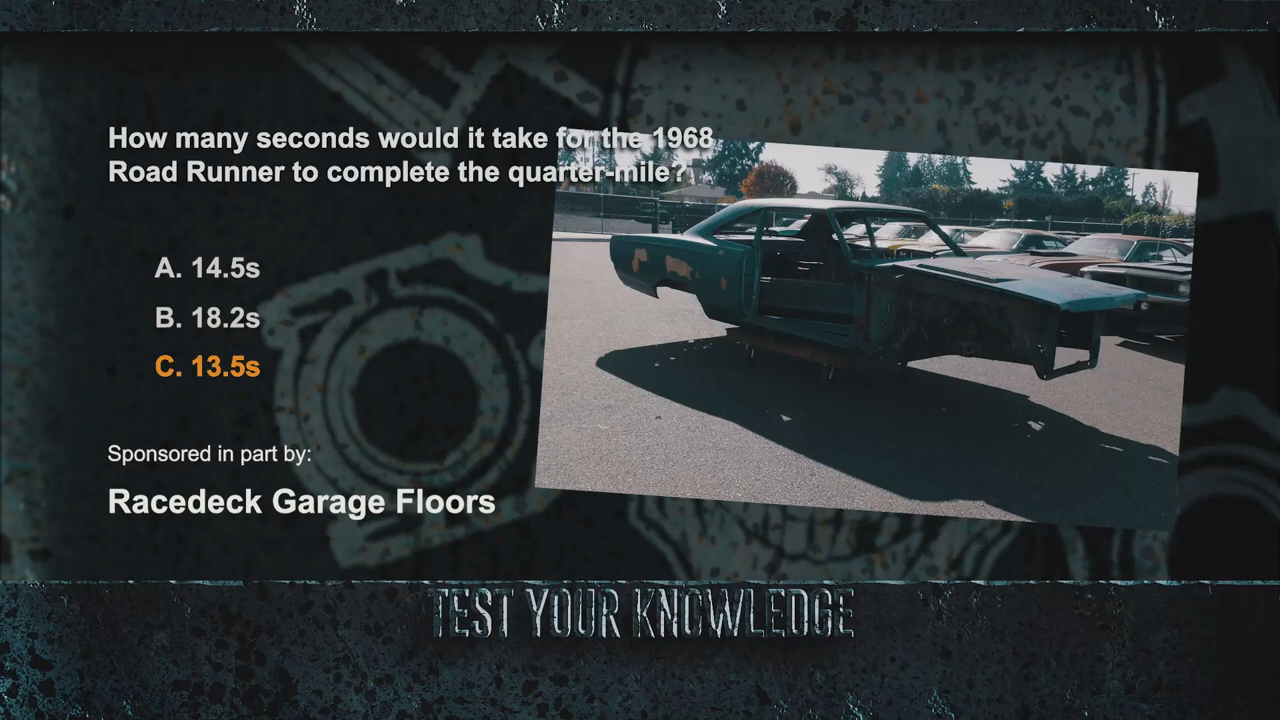 How many seconds would it take for the 1968
Road Runner to complete the quarter-mile?
A. 14.5s
B. 18.2s
C. 13.5s
Sponsored in part by:
Racedeck Garage Floors
TEST YOUR KNOWLEDGE